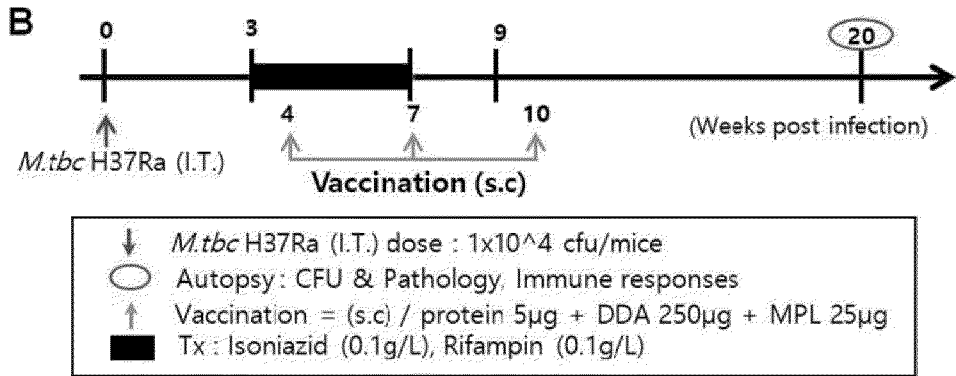 B
0 3 9 20
4 7 10
(Weeks post infection)
M.tbc H37Ra (I.T.)
Vaccination (s.c)
M.tbc H37Ra (I.T.) dose : 1x10^4 cfu/mice
Autopsy : CFU & Pathology, Immune responses
Vaccination = (s.c) / protein 5µg + DDA 250µg + MPL 25µg
Tx : Isoniazid (0.1g/L), Rifampin (0.1g/L)